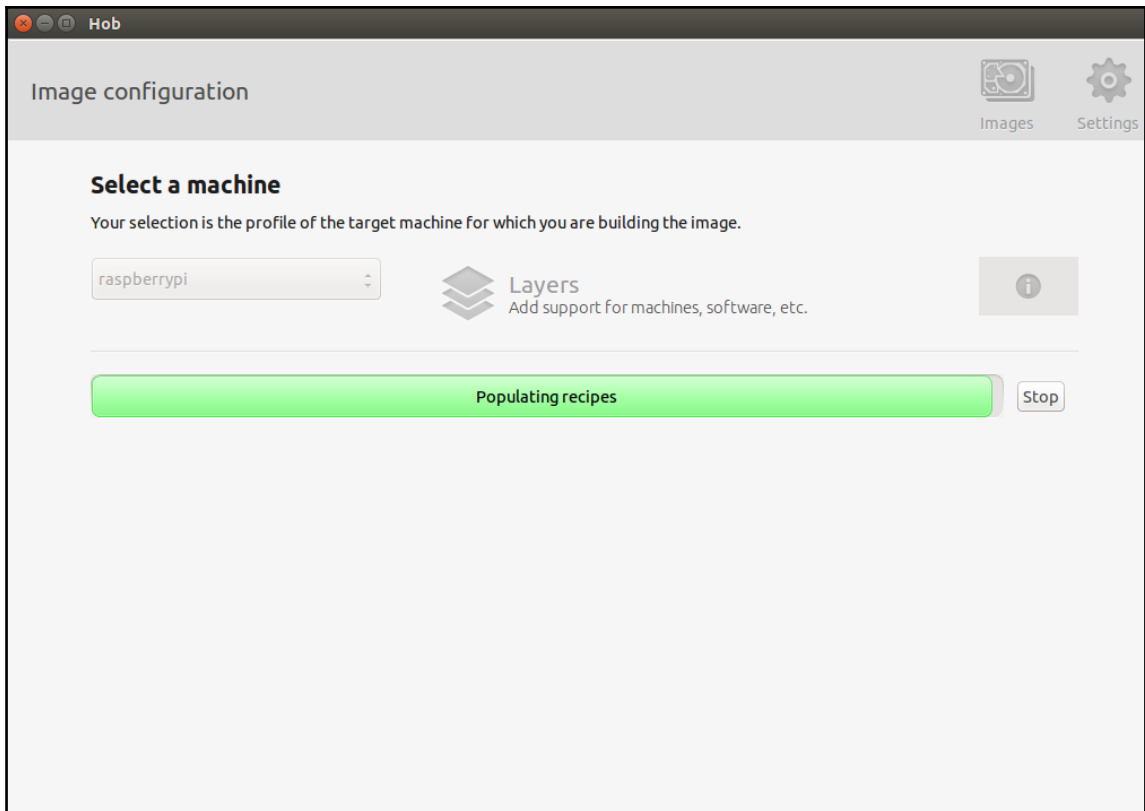 Hob
Image configuration
Images
Settings
Select a machine
Your selection is the profile of the target machine for which you are building the image.
raspberrypi
Layers
Add support for machines, software, etc.
Populating recipes
Stop